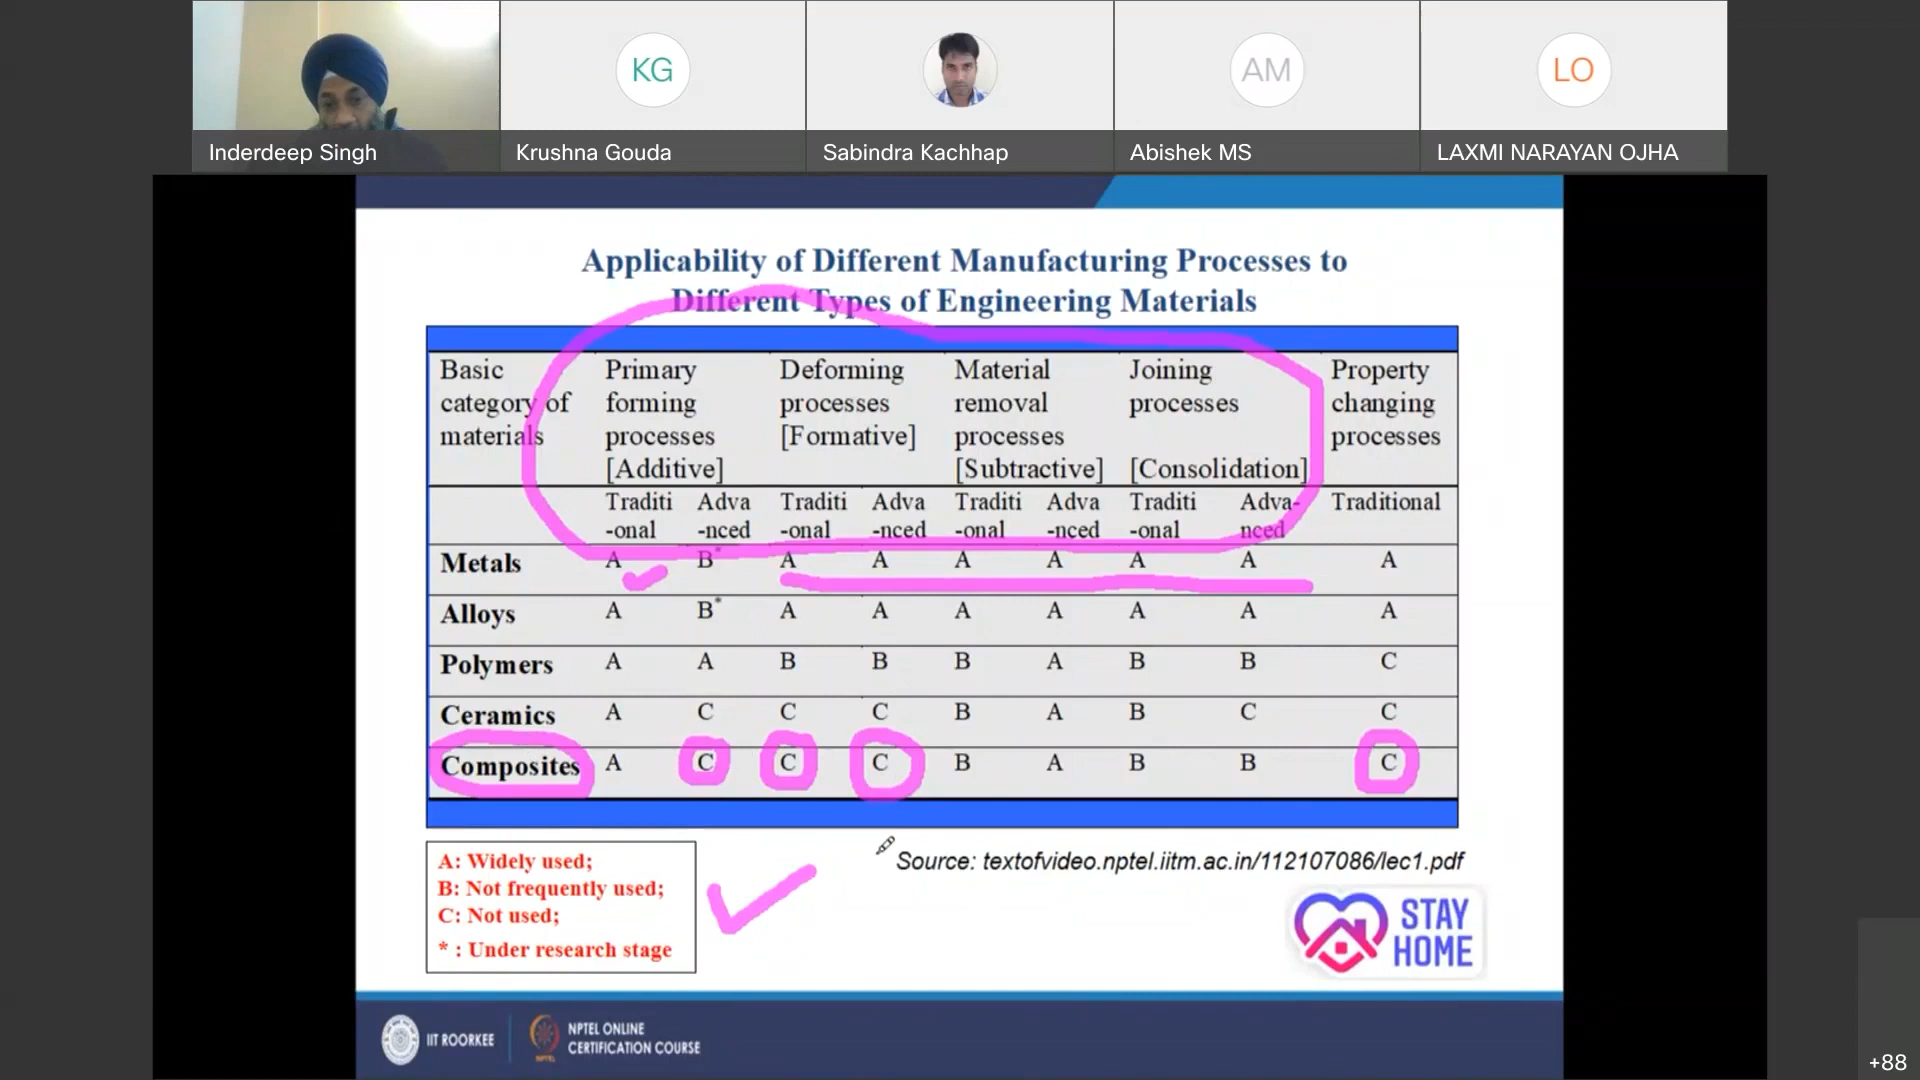 KG
AM
LO
Inderdeep Singh
Krushna Gouda
Sabindra Kachhap
Abishek MS
LAXMI NARAYAN OJHA
Applicability of Different Manufacturing Processes to
Different Types of Engineering Materials
Basic category of materials
Primary forming processes [Additive]
Deforming processes [Formative]
Material removal processes [Subtractive]
Joining processes [Consolidation]
Property changing processes
Traditi-onal Adva-nced Traditi-onal Adva-nced Traditi-onal Adva-nced Traditi-onal Adva-nced Traditional
Metals A B* A A A A A A A
Alloys A B* A A A A A A A
Polymers A A B B B A B B C
Ceramics A C C C B A B C C
Composites A C C C B A B B C
A: Widely used;
B: Not frequently used;
C: Not used;
* : Under research stage
Source: textofvideo.nptel.iitm.ac.in/112107086/lec1.pdf
STAY
HOME
IIT ROORKEE
NPTEL ONLINE
CERTIFICATION COURSE
NPTEL
+88